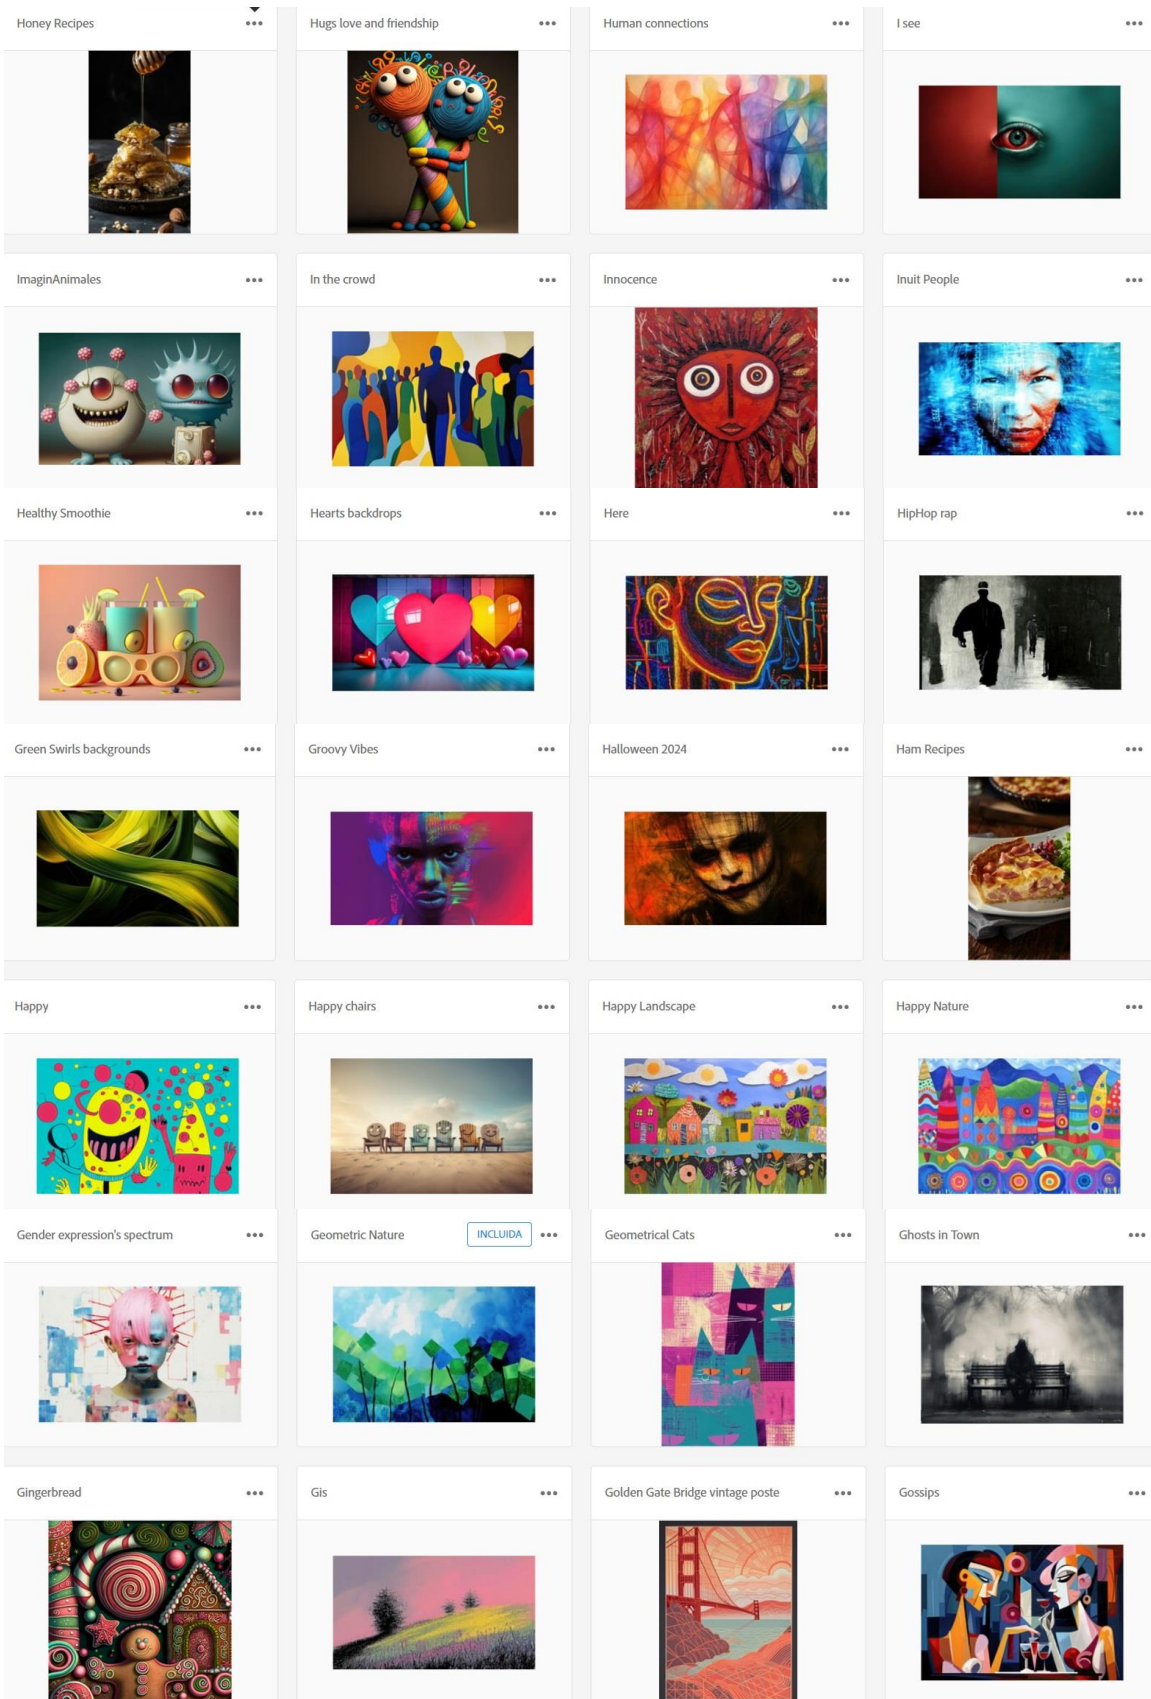 Honey Recipes
Hugs love and friendship
Human connections
I see
ImaginAnimales
In the crowd
Innocence
Inuit People
Healthy Smoothie
Hearts backdrops
Here
HipHop rap
Green Swirls backgrounds
Groovy Vibes
Halloween 2024
Ham Recipes
Happy
Happy chairs
Happy Landscape
Happy Nature
Gender expression's spectrum
Geometric Nature
INCLUIDA
Geometrical Cats
Ghosts in Town
Gingerbread
Gis
Golden Gate Bridge vintage poste
Gossips